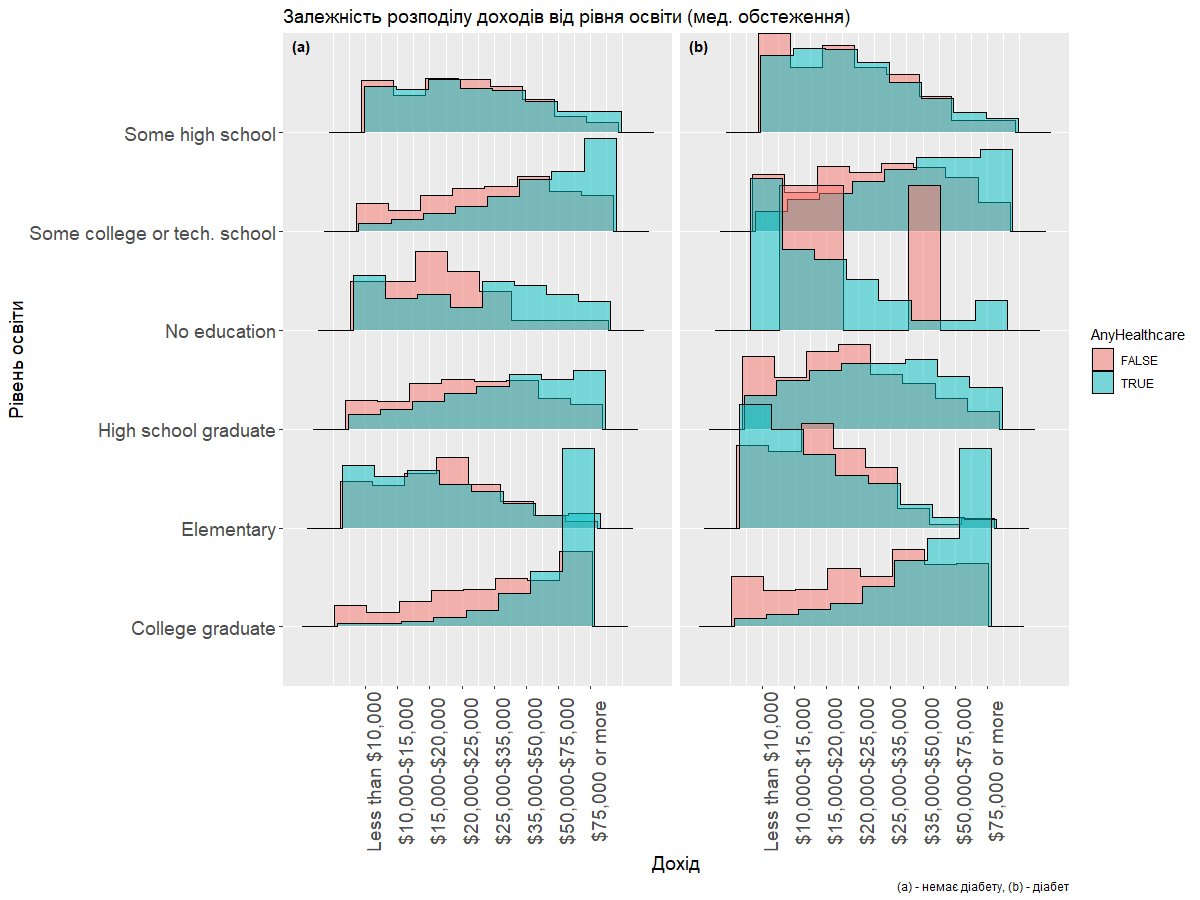 Залежність розподілу доходів від рівня освіти (мед. обстеження)
(a)
(b)
Some high school
Some college or tech. school
No education
High school graduate
Elementary
College graduate
Рівень освіти
AnyHealthcare
FALSE
TRUE
Less than $10,000
$10,000-$15,000
$15,000-$20,000
$20,000-$25,000
$25,000-$35,000
$35,000-$50,000
$50,000-$75,000
$75,000 or more
Less than $10,000
$10,000-$15,000
$15,000-$20,000
$20,000-$25,000
$25,000-$35,000
$35,000-$50,000
$50,000-$75,000
$75,000 or more
Дохід
(a) - немає діабету, (b) - діабет